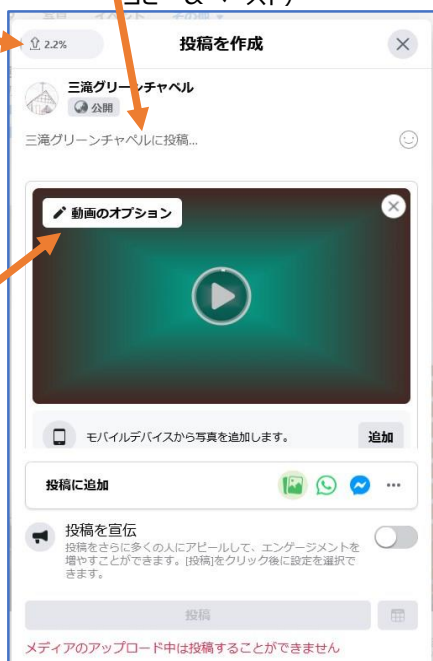 2.2%
投稿を作成
三滝グリーンチャペル
公開
三滝グリーンチャペルに投稿...
動画のオプション
モバイルデバイスから写真を追加します。
追加
投稿に追加
投稿を宣伝
投稿をさらに多くの人にアピールして、エンゲージメントを
増やすことができます。[投稿]をクリック後に設定を選択で
きます。
投稿
メディアのアップロード中は投稿することができません